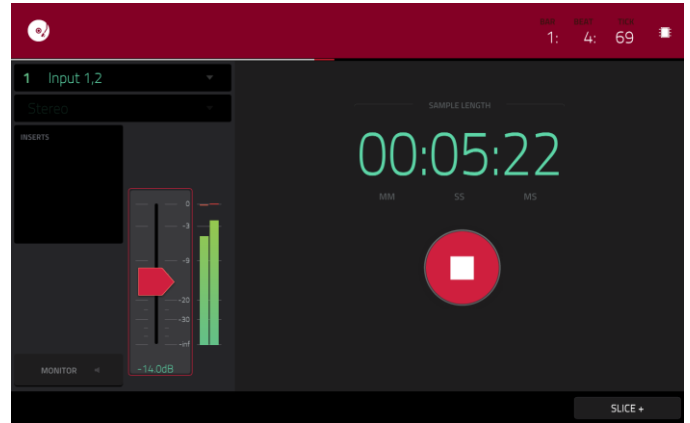 BAR BEAT TICK
1: 4: 69
1 Input 1,2
Stereo
SAMPLE LENGTH
INSERTS
00:05:22
MM SS MS
0
-3
-9
-20
-30
-inf
MONITOR
-14.0dB
SLICE +